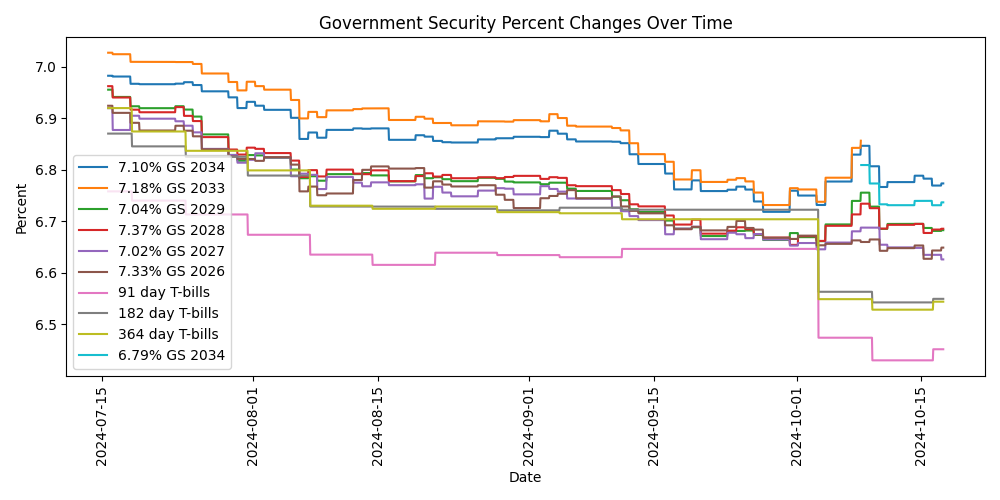 Government Security Percent Changes Over Time
Percent
7.0
6.9
6.8
6.7
6.6
6.5
7.10% GS 2034
7.18% GS 2033
7.04% GS 2029
7.37% GS 2028
7.02% GS 2027
7.33% GS 2026
91 day T-bills
182 day T-bills
364 day T-bills
6.79% GS 2034
2024-07-15
2024-08-01
2024-08-15
2024-09-01
2024-09-15
2024-10-01
2024-10-15
Date